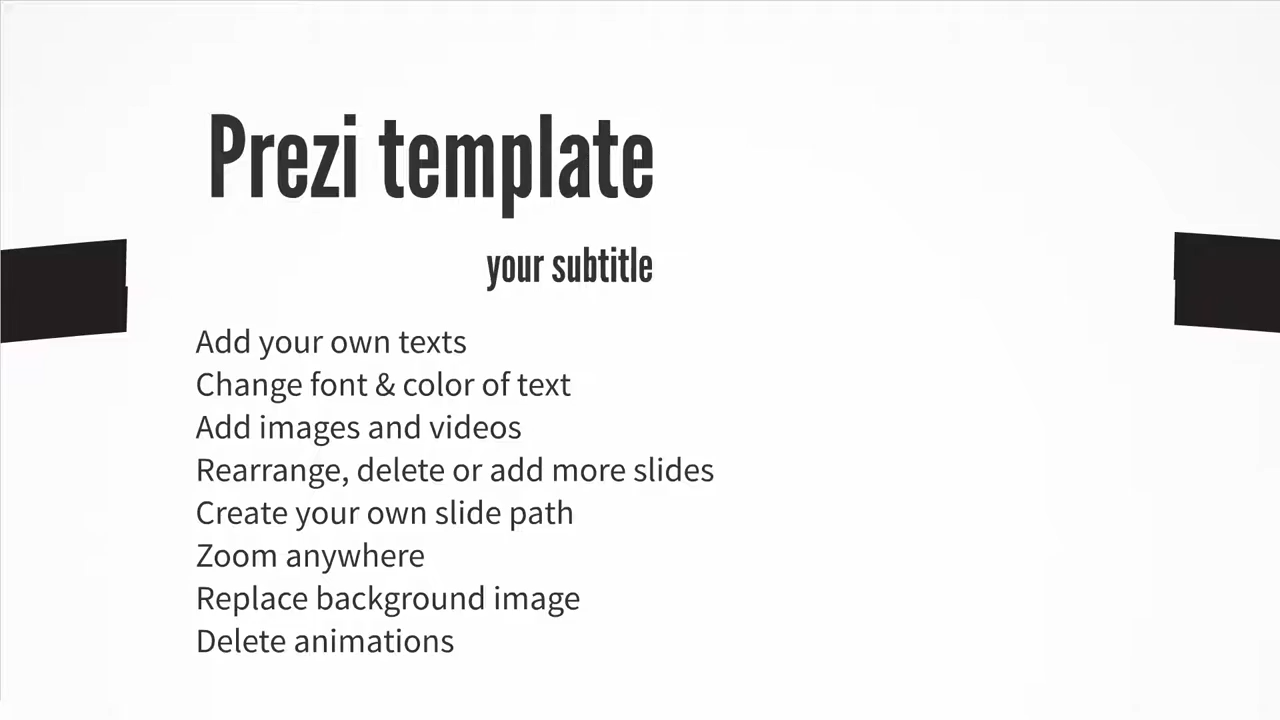 Prezi template
your subtitle
Add your own texts
Change font & color of text
Add images and videos
Rearrange, delete or add more slides
Create your own slide path
Zoom anywhere
Replace background image
Delete animations